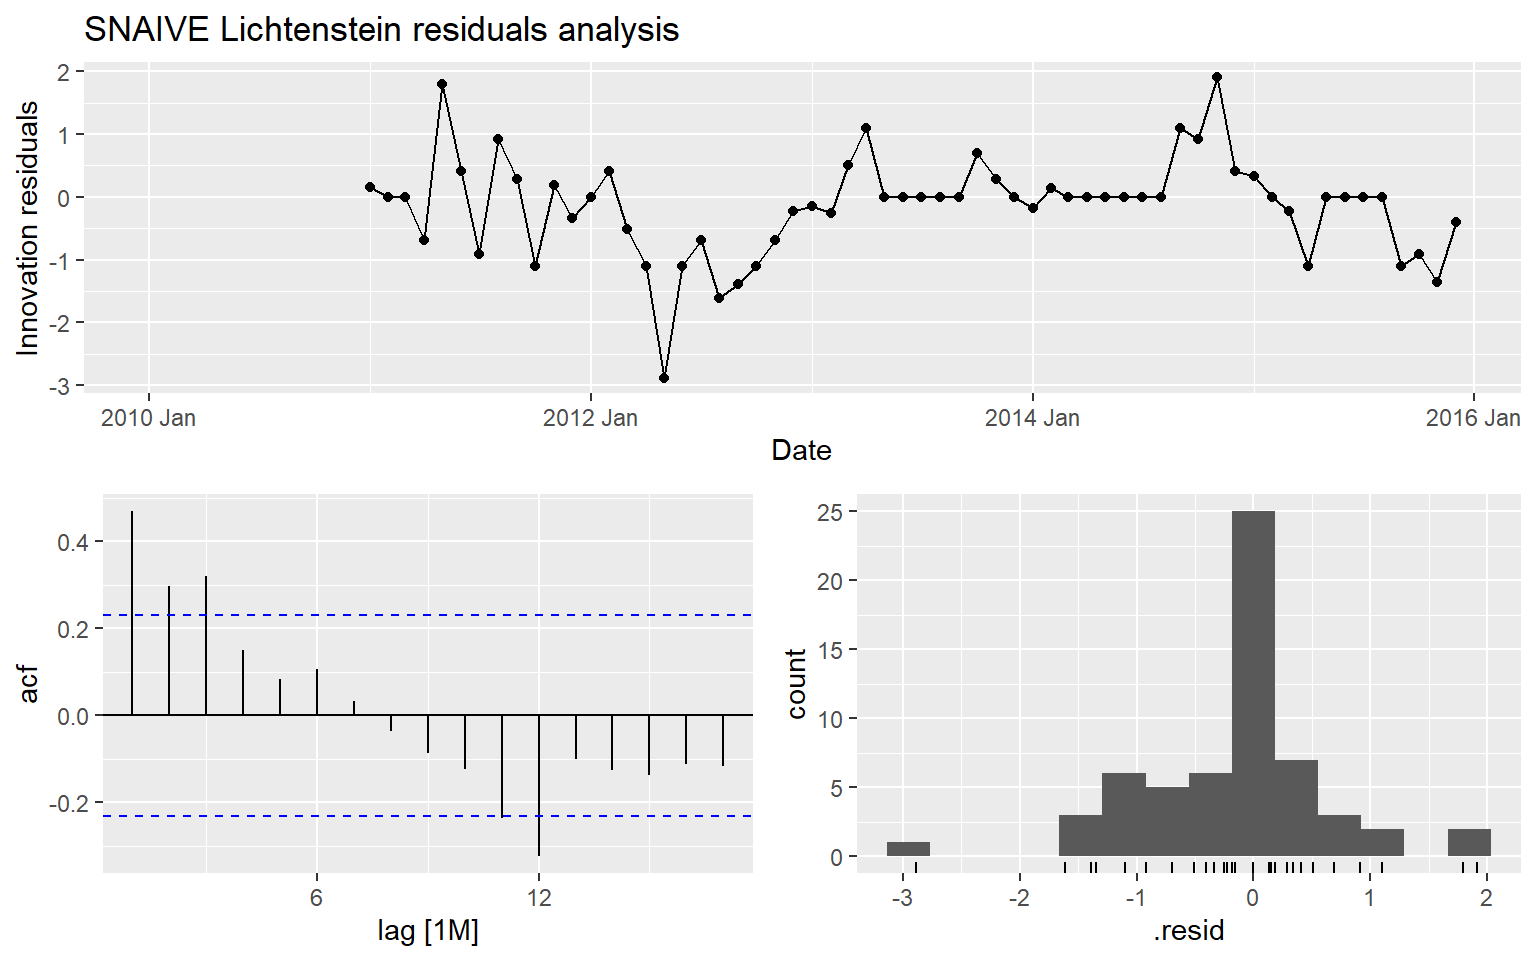 SNAIVE Lichtenstein residuals analysis
Innovation residuals
2
1
0
-1
-2
-3
2010 Jan
2012 Jan
2014 Jan
2016 Jan
Date
acf
0.4
0.2
0.0
-0.2
6
12
lag [1M]
count
25
20
15
10
5
0
-3
-2
-1
0
1
2
.resid